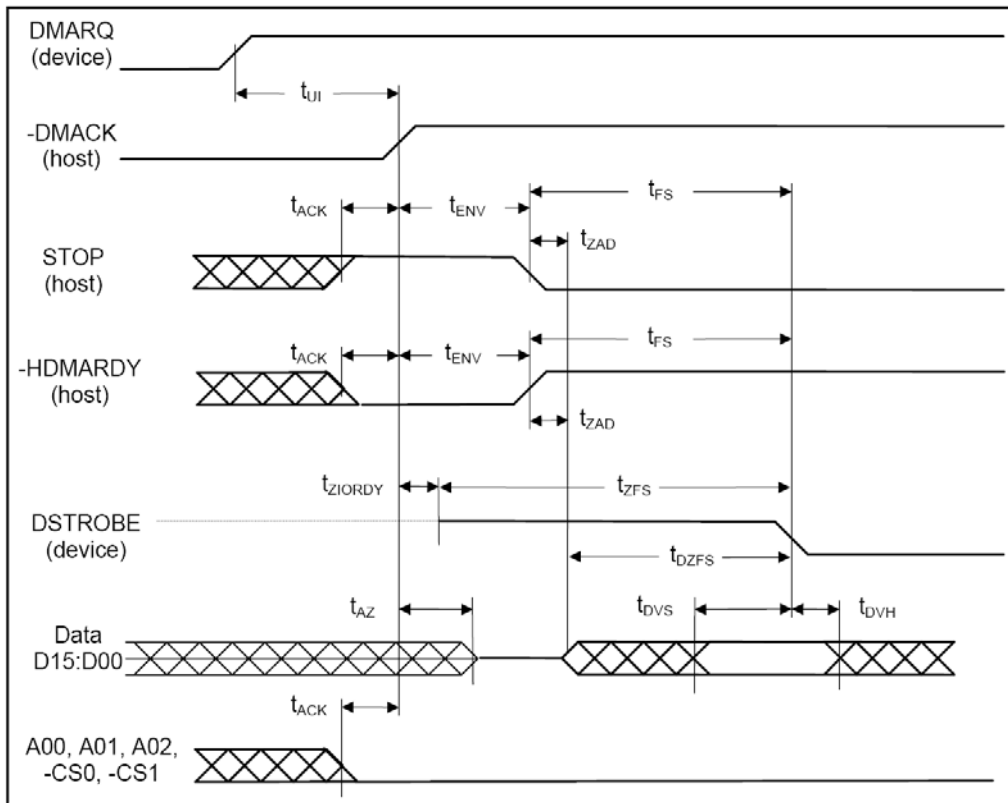 DMARQ
(device)
tUI
-DMACK
(host)
tACK
tENV
tFS
tZAD
STOP
(host)
tACK
tENV
tFS
-HDMARDY
(host)
tZAD
tZIORDY
tZFS
DSTROBE
(device)
tDZFS
tAZ
tDVS
tDVH
Data
D15:D00
tACK
A00, A01, A02,
-CS0, -CS1